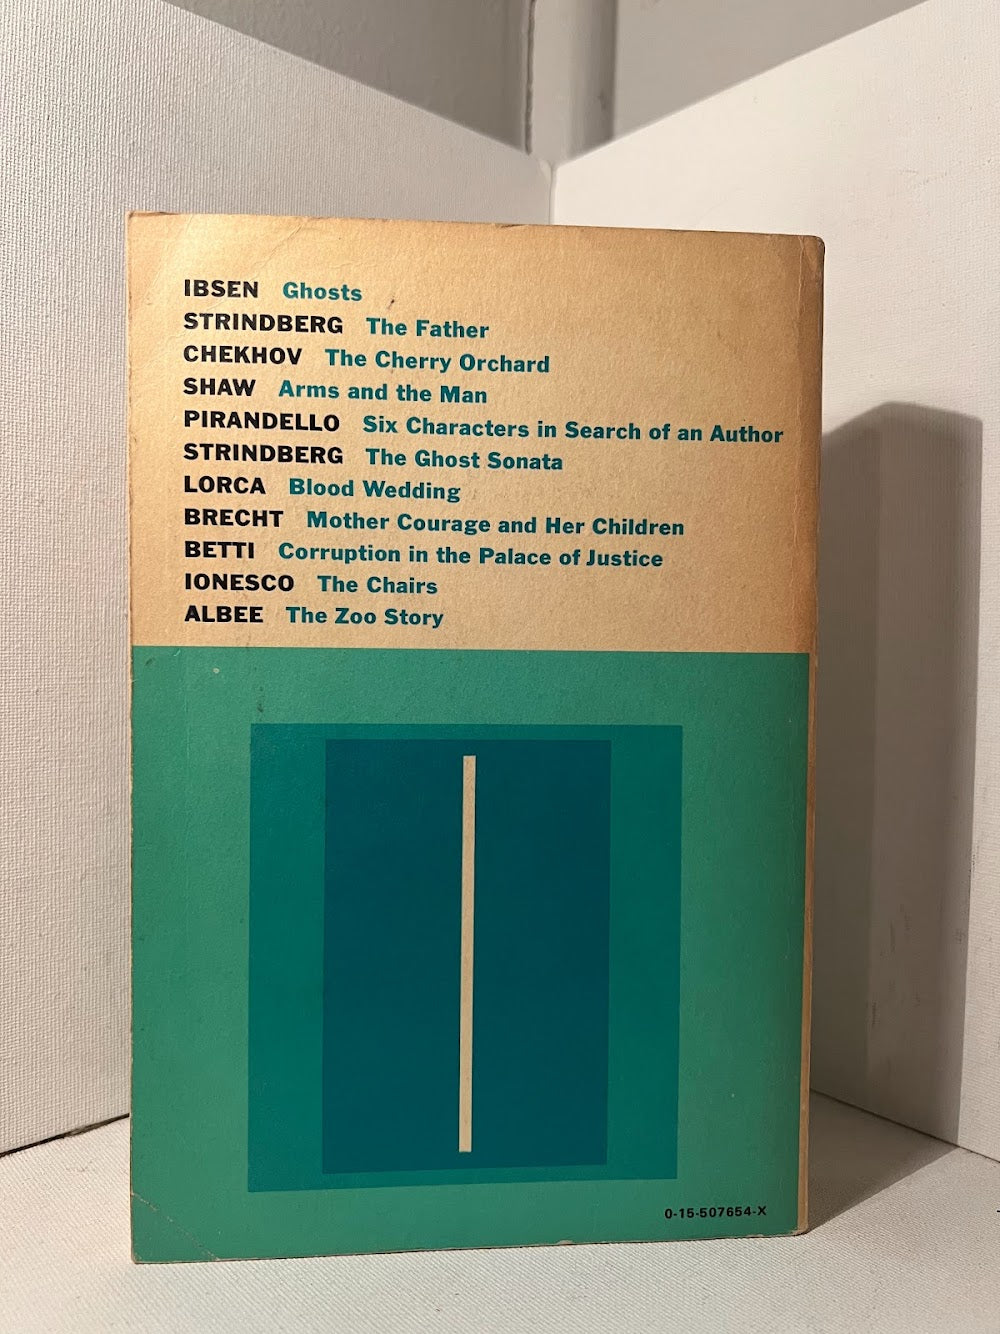 IBSEN Ghosts
STRINDBERG The Father
CHEKHOV The Cherry Orchard
SHAW Arms and the Man
PIRANDELLO Six Characters in Search of an Author
STRINDBERG The Ghost Sonata
LORCA Blood Wedding
BRECHT Mother Courage and Her Children
BETTI Corruption in the Palace of Justice
IONESCO The Chairs
ALBEE The Zoo Story
0-15-507654-X